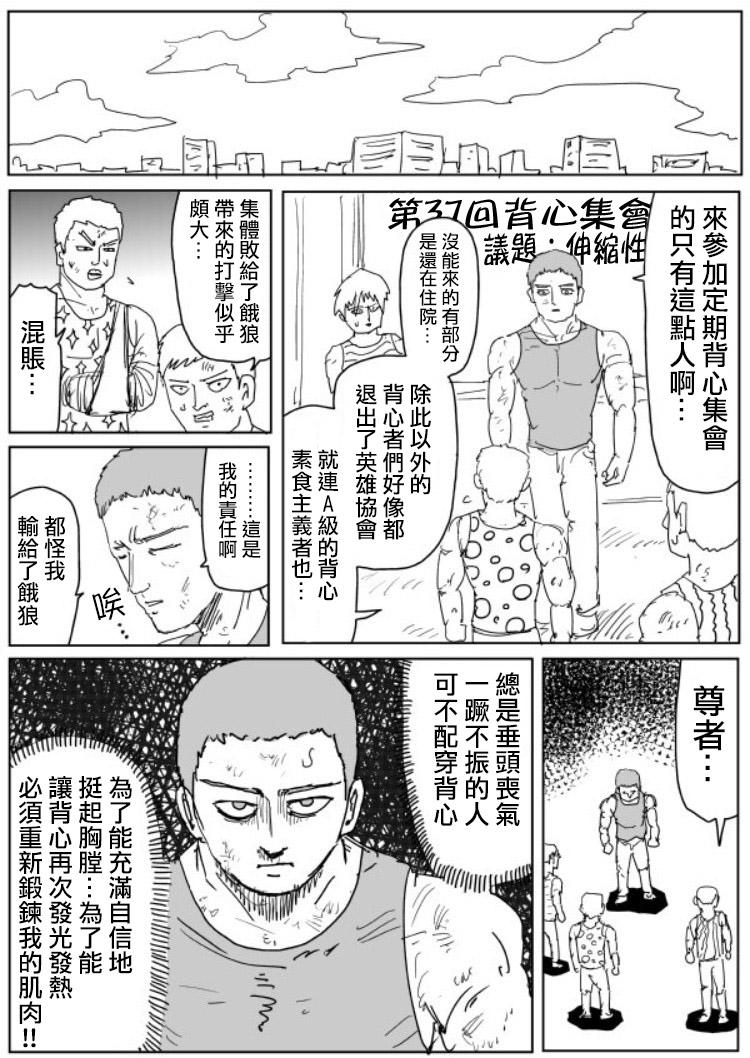 第37回背心集會
議題：伸縮性
來參加定期背心集會
的只有這點人啊…
沒能來的有部分
是還在住院…
除此以外的
背心者們好像都
退出了英雄協會
就連A級的背心
素食主義者也…
集體敗給了餓狼
帶來的打擊似乎
頗大…
混賬…
………這是
我的責任啊
都怪我
輸給了餓狼
唉…
尊者…
總是垂頭喪氣
一蹶不振的人
可不配穿背心
為了能充滿自信地
挺起胸膛…為了能
讓背心再次發光發熱
必須重新鍛鍊我的肌肉!!